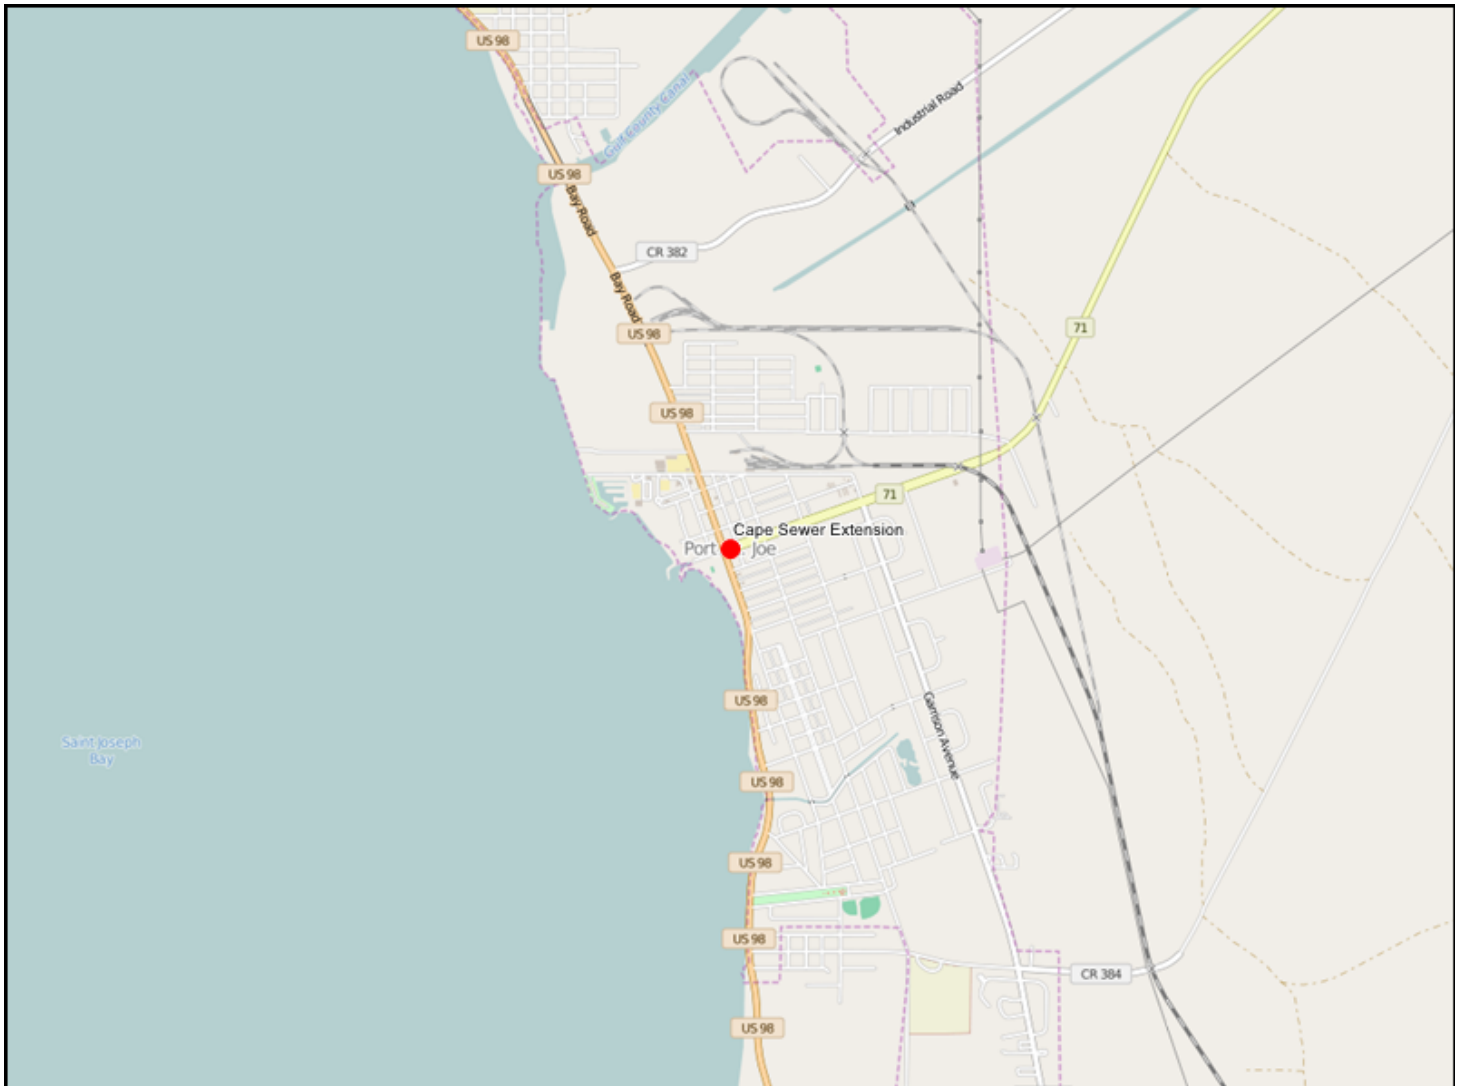 US 98
Gulf County Canal
Industrial Road
US 98
Bay Road
CR 382
Bay Road
71
US 98
US 98
71
Cape Sewer Extension
Port
Joe
US 98
Garrison Avenue
Saint Joseph
Bay
US 98
US 98
US 98
CR 384
US 98